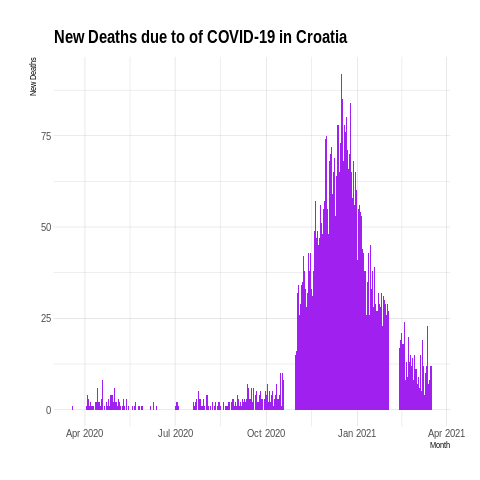 New Deaths due to of COVID-19 in Croatia
New Deaths
75
50
25
0
Apr 2020
Jul 2020
Oct 2020
Jan 2021
Apr 2021
Month